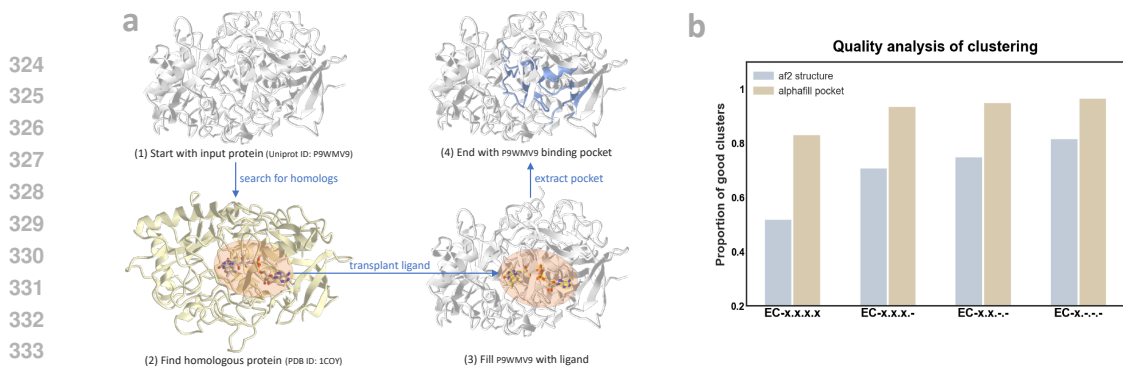 324
325
326
327
328
329
330
331
332
333
a
(1) Start with input protein (Uniprot ID: P9WMV9)
(4) End with P9WMV9 binding pocket
search for homologs
extract pocket
transplant ligand
(2) Find homologous protein (PDB ID: 1COY)
(3) Fill P9WMV9 with ligand
b
Quality analysis of clustering
af2 structure
alphafill pocket
Proportion of good clusters
1
0.8
0.6
0.4
0.2
EC-x.x.x.x
EC-x.x.x.-
EC-x.x.-.-
EC-x.-.-.-